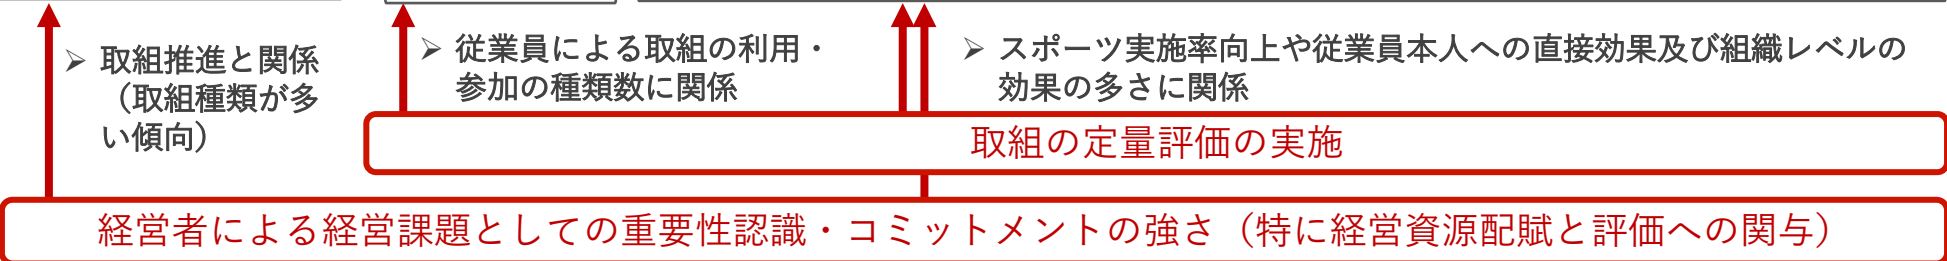 ➢ 取組推進と関係
（取組種類が多
い傾向）
➢ 従業員による取組の利用・
参加の種類数に関係
➢ スポーツ実施率向上や従業員本人への直接効果及び組織レベルの
効果の多さに関係
取組の定量評価の実施
経営者による経営課題としての重要性認識・コミットメントの強さ（特に経営資源配賦と評価への関与）